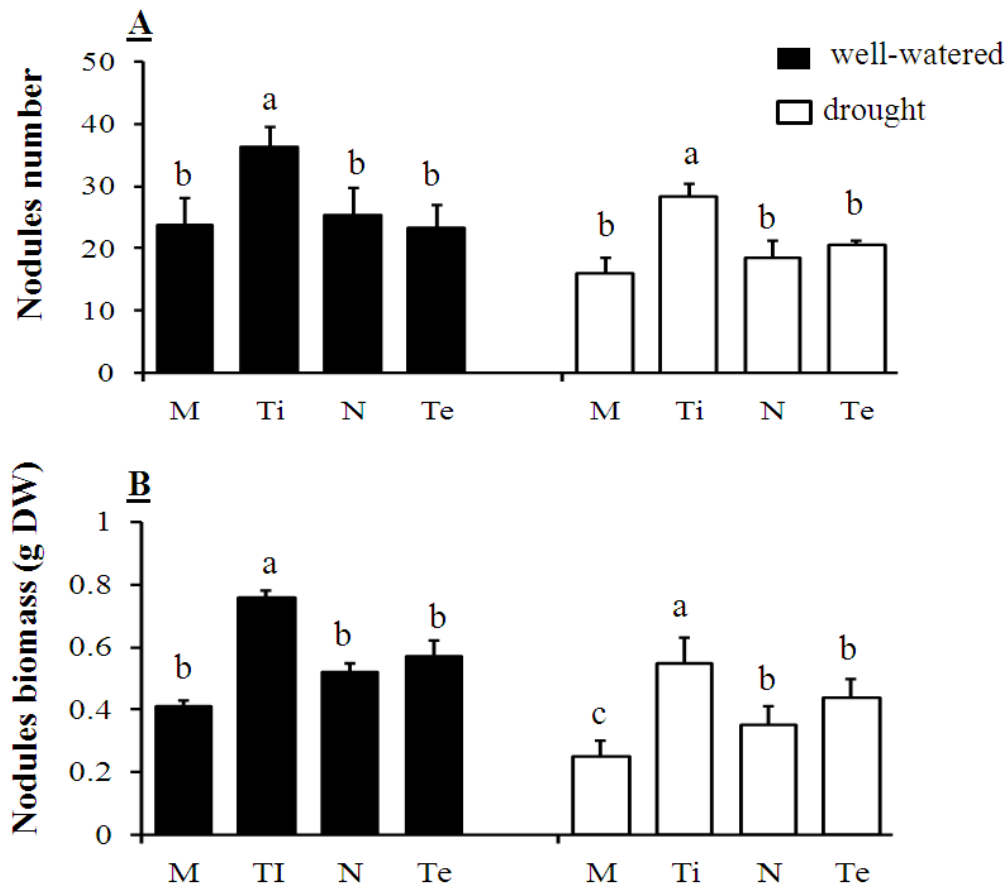 A
Nodules number
50
40
30
20
10
0
b a b b
b a b b
well-watered
drought
M Ti N Te M Ti N Te
B
Nodules biomass (g DW)
1
0.8
0.6
0.4
0.2
0
b a b b
c a b b
M TI N Te M Ti N Te